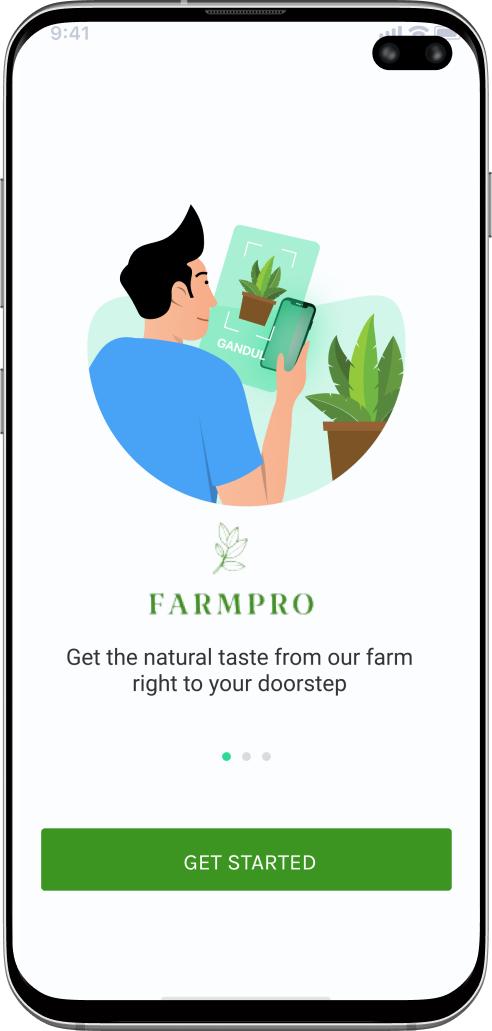 9:41
GANDUL
FARMPRO
Get the natural taste from our farm
right to your doorstep
GET STARTED